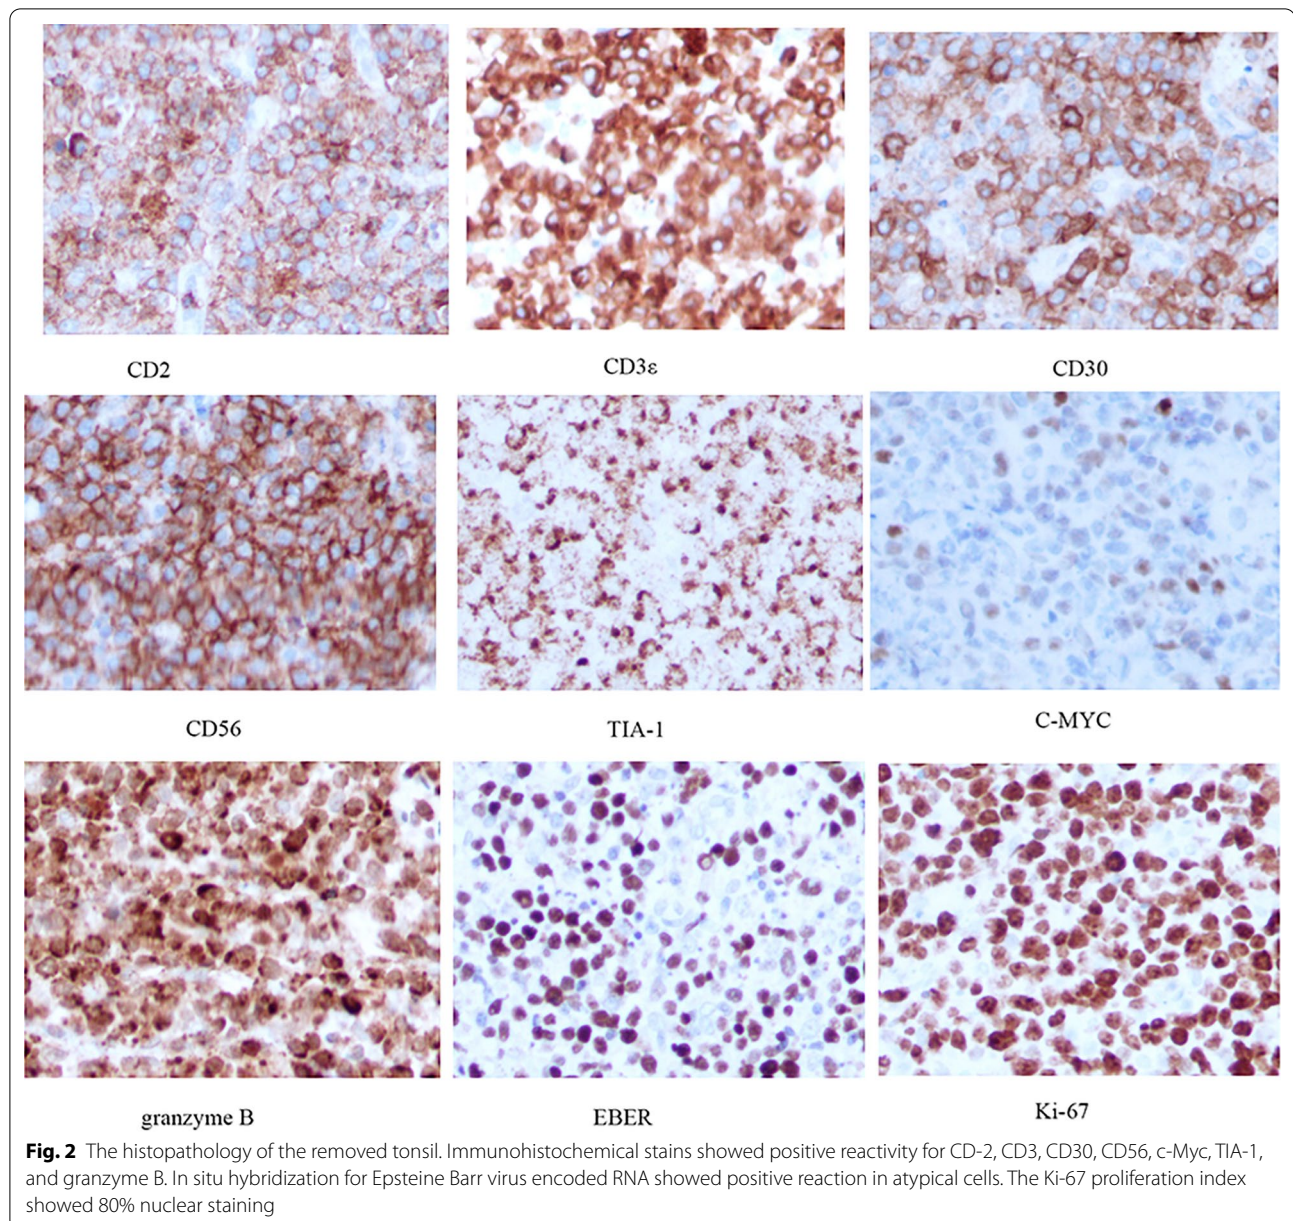 CD2
CD3ε
CD30
CD56
TIA-1
C-MYC
granzyme B
EBER
Ki-67
Fig. 2 The histopathology of the removed tonsil. Immunohistochemical stains showed positive reactivity for CD-2, CD3, CD30, CD56, c-Myc, TIA-1,
and granzyme B. In situ hybridization for Epsteine Barr virus encoded RNA showed positive reaction in atypical cells. The Ki-67 proliferation index
showed 80% nuclear staining